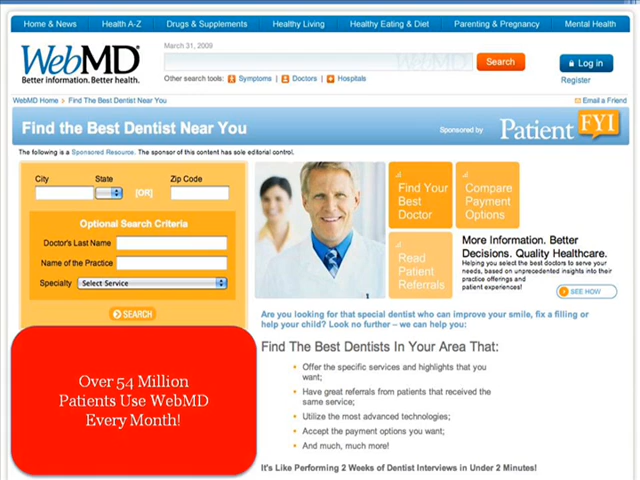 Home & News Health A-Z Drugs & Supplements Healthy Living Healthy Eating & Diet Parenting & Pregnancy Mental Health
March 31, 2009
WebMD
Better information. Better health.
WebMD
Search
Log in
Register
Other search tools: Symptoms | Doctors | Hospitals
WebMD Home > Find The Best Dentist Near You
Email a Friend
Find the Best Dentist Near You
Sponsored by
Patient FYI
The following is a Sponsored Resource. The sponsor of this content has sole editorial control.
City State Zip Code
[OR]
Optional Search Criteria
Doctor's Last Name
Name of the Practice
Specialty Select Service
SEARCH
Find Your
Best
Doctor
Compare
Payment
Options
Read
Patient
Referrals
More Information. Better
Decisions. Quality Healthcare.
Helping you select the best doctors to serve your
needs, based on unprecedented insights into their
practice offerings and
patient experiences!
SEE HOW
Are you looking for that special dentist who can improve your smile, fix a filling or
help your child? Look no further – we can help you:
Find The Best Dentists In Your Area That:
• Offer the specific services and highlights that you
want;
• Have great referrals from patients that received the
same service;
• Utilize the most advanced technologies;
• Accept the payment options you want;
• And much, much more!
It's Like Performing 2 Weeks of Dentist Interviews in Under 2 Minutes!
Over 54 Million
Patients Use WebMD
Every Month!